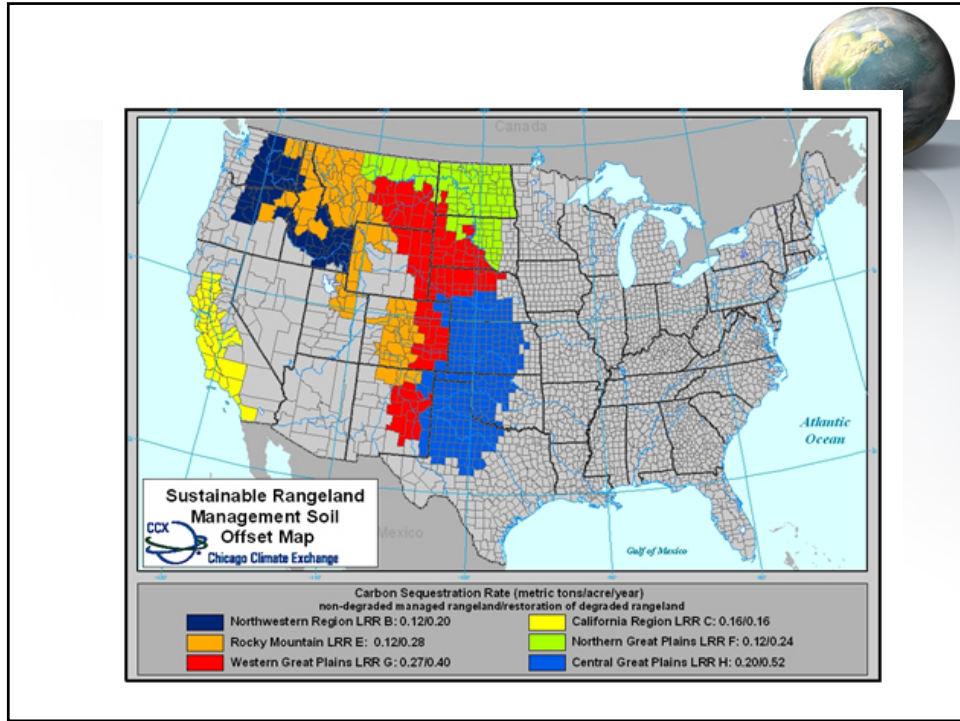 Canada
Atlantic
Ocean
Mexico
Gulf of Mexico
Sustainable Rangeland
Management Soil
Offset Map
CCX
Chicago Climate Exchange
Carbon Sequestration Rate (metric tons/acre/year)
non-degraded managed rangeland/restoration of degraded rangeland
Northwestern Region LRR B: 0.12/0.20
Rocky Mountain LRR E: 0.12/0.28
Western Great Plains LRR G: 0.27/0.40
California Region LRR C: 0.16/0.16
Northern Great Plains LRR F: 0.12/0.24
Central Great Plains LRR H: 0.20/0.52